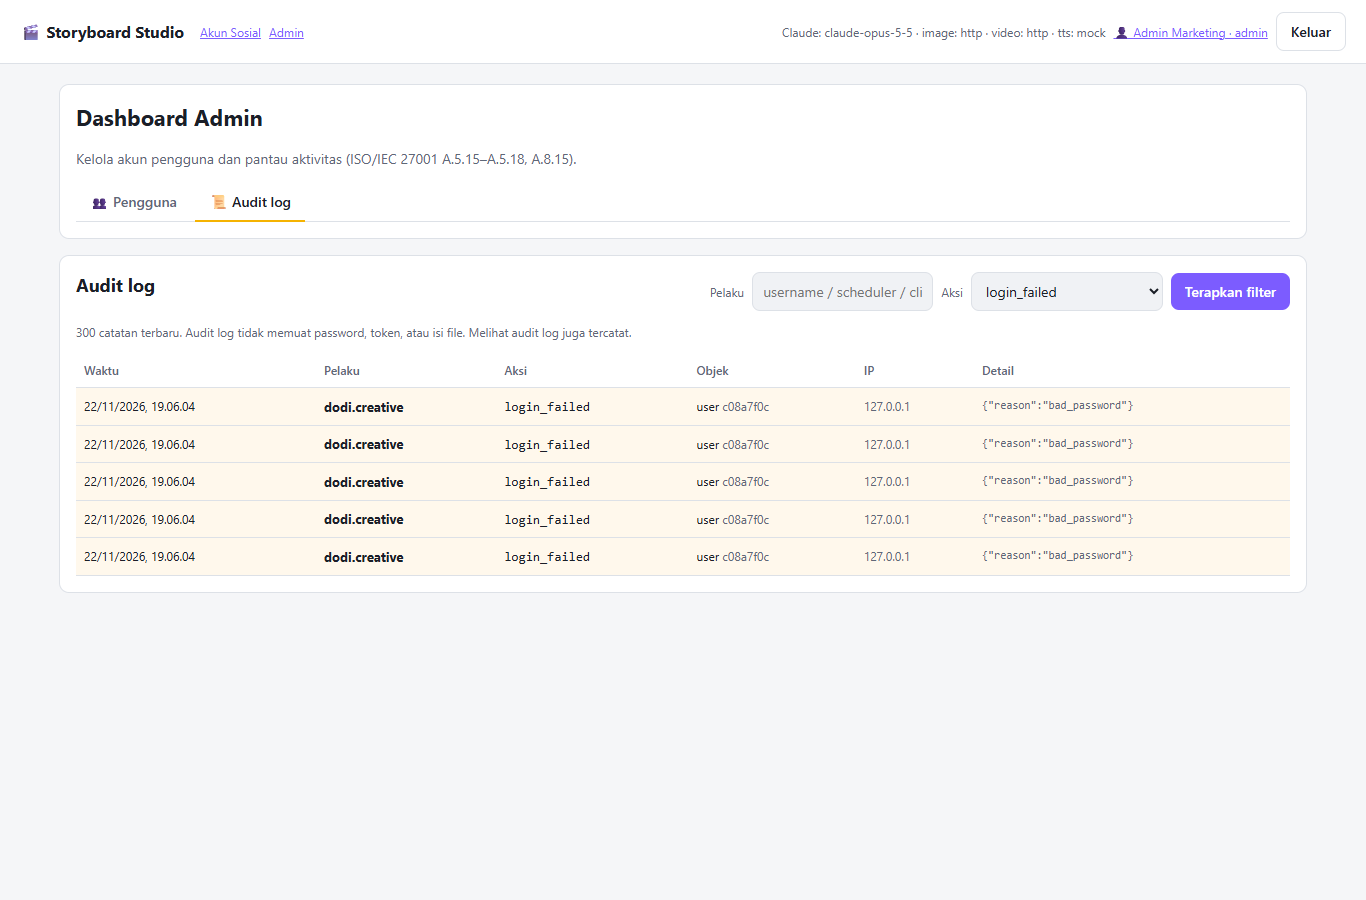 Storyboard Studio Akun Sosial Admin Claude: claude-opus-5-5 · image: http · video: http · tts: mock Admin Marketing · admin Keluar
Dashboard Admin
Kelola akun pengguna dan pantau aktivitas (ISO/IEC 27001 A.5.15–A.5.18, A.8.15).
Pengguna Audit log
Audit log Pelaku username / scheduler / cli Aksi login_failed Terapkan filter
300 catatan terbaru. Audit log tidak memuat password, token, atau isi file. Melihat audit log juga tercatat.
Waktu Pelaku Aksi Objek IP Detail
22/11/2026, 19.06.04 dodi.creative login_failed user c08a7f0c 127.0.0.1 {"reason":"bad_password"}
22/11/2026, 19.06.04 dodi.creative login_failed user c08a7f0c 127.0.0.1 {"reason":"bad_password"}
22/11/2026, 19.06.04 dodi.creative login_failed user c08a7f0c 127.0.0.1 {"reason":"bad_password"}
22/11/2026, 19.06.04 dodi.creative login_failed user c08a7f0c 127.0.0.1 {"reason":"bad_password"}
22/11/2026, 19.06.04 dodi.creative login_failed user c08a7f0c 127.0.0.1 {"reason":"bad_password"}